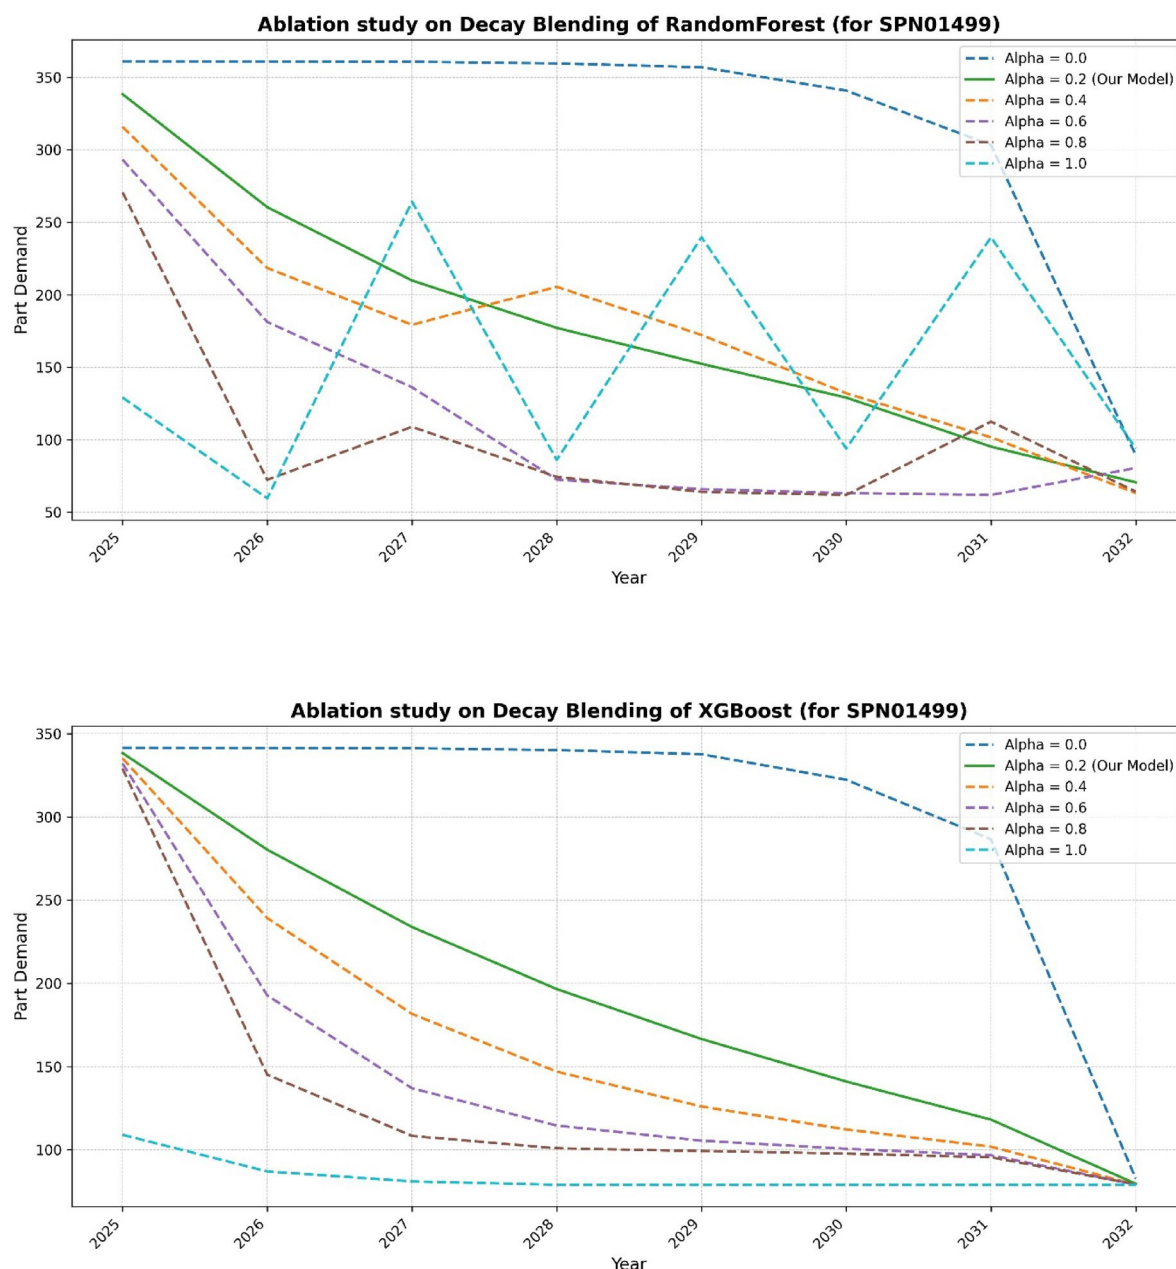 Ablation study on Decay Blending of RandomForest (for SPN01499)
Alpha = 0.0
Alpha = 0.2 (Our Model)
Alpha = 0.4
Alpha = 0.6
Alpha = 0.8
Alpha = 1.0
350
300
250
200
150
100
50
Part Demand
2025
2026
2027
2028
2029
2030
2031
2032
Year
Ablation study on Decay Blending of XGBoost (for SPN01499)
Alpha = 0.0
Alpha = 0.2 (Our Model)
Alpha = 0.4
Alpha = 0.6
Alpha = 0.8
Alpha = 1.0
350
300
250
200
150
100
Part Demand
2025
2026
2027
2028
2029
2030
2031
2032
Year